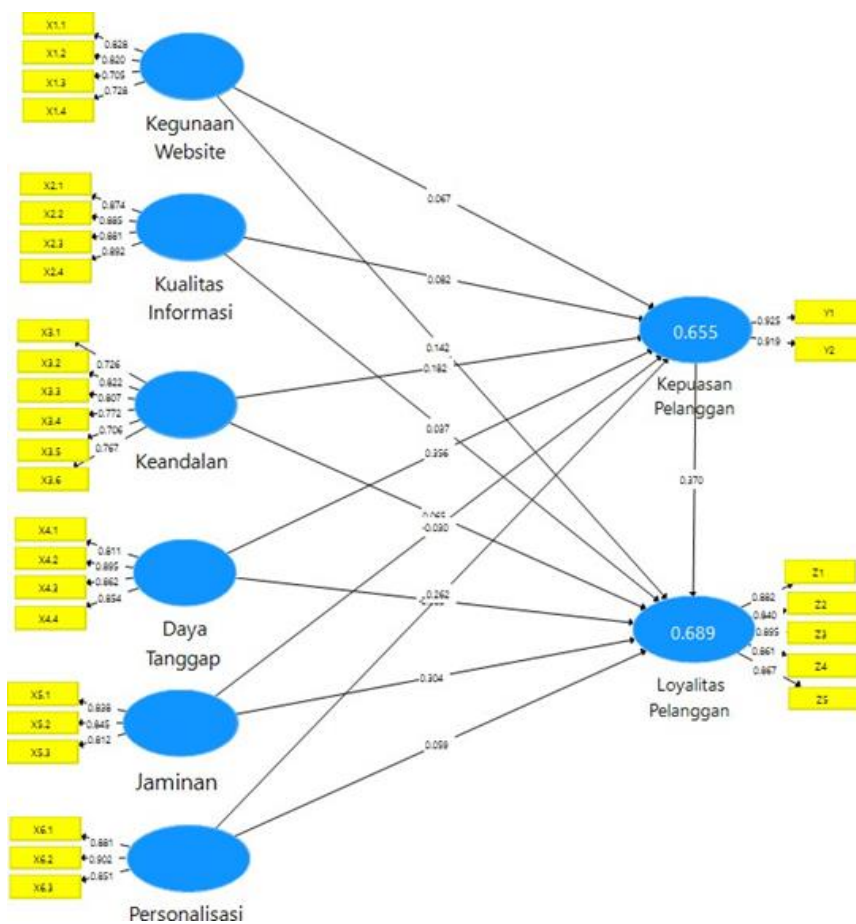 X1.1
0.828
X1.2
0.820
X1.3
0.705
X1.4
0.728
Kegunaan
Website
0.067
X2.1
0.874
X2.2
0.885
X2.3
0.881
X2.4
0.892
Kualitas
Informasi
0.082
X3.1
0.726
X3.2
0.822
X3.3
0.807
X3.4
0.772
X3.5
0.706
X3.6
0.767
Keandalan
0.142
0.182
0.037
0.356
0.655
Kepuasan
Pelanggan
0.925
Y1
0.919
Y2
0.370
-0.030
X4.1
0.811
X4.2
0.895
X4.3
0.862
X4.4
0.854
Daya
Tanggap
0.262
0.689
Loyalitas
Pelanggan
0.882
Z1
0.840
Z2
0.895
Z3
0.861
Z4
0.867
Z5
X5.1
0.838
X5.2
0.845
X5.3
0.812
Jaminan
0.304
0.059
X6.1
0.881
X6.2
0.902
X6.3
0.851
Personalisasi